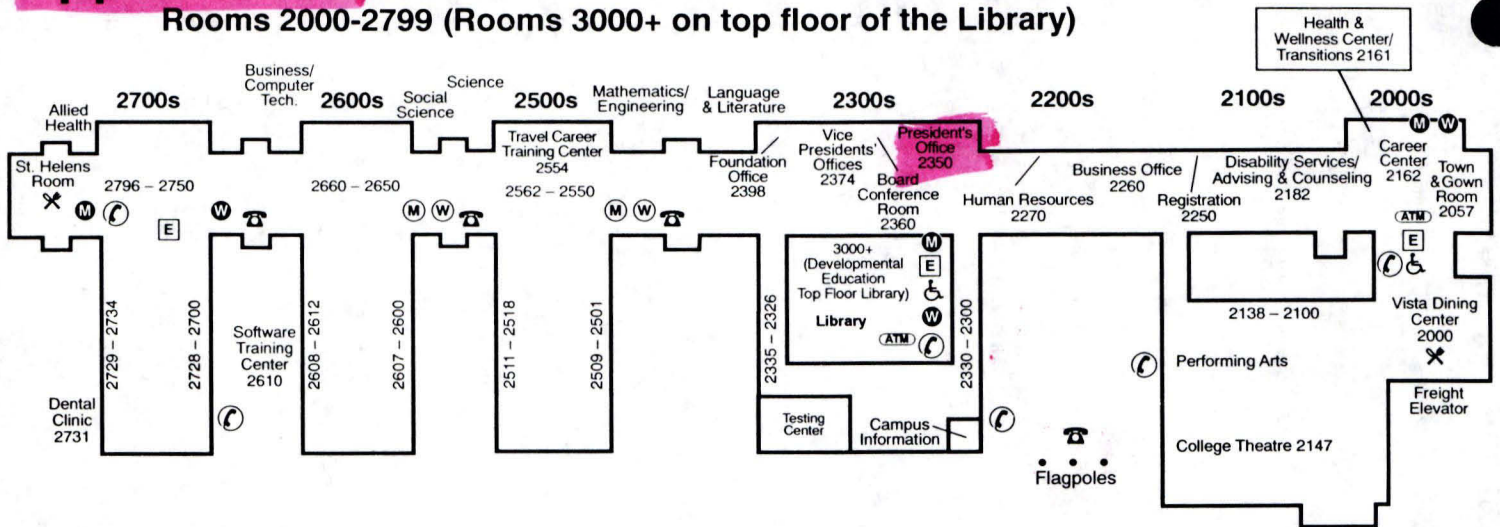 Rooms 2000-2799 (Rooms 3000+ on top floor of the Library)
Health &
Wellness Center/
Transitions 2161
Allied
Health
2700s
Business/
Computer
Tech.
2600s
Social
Science
Science
2500s
Mathematics/
Engineering
Language
& Literature
2300s
2200s
2100s
2000s
St. Helens
Room
2796 – 2750
M
E
W
2660 – 2650
M
W
Travel Career
Training Center
2554
2562 – 2550
M
W
Foundation
Office
2398
Vice
Presidents'
Offices
2374
President's
Office
2350
Board
Conference
Room
2360
Human Resources
2270
Business Office
2260
Registration
2250
Disability Services/
Advising & Counseling
2182
M
W
Career
Center
2162
Town
& Gown
Room
2057
ATM
E
2729 – 2734
2728 – 2700
Dental
Clinic
2731
Software
Training
Center
2610
2608 – 2612
2607 – 2600
2511 – 2518
2509 – 2501
2335 – 2326
3000+
(Developmental
Education
Top Floor Library)
Library
M
E
W
ATM
2330 – 2300
Testing
Center
Campus
Information
Flagpoles
2138 – 2100
Performing Arts
College Theatre 2147
Vista Dining
Center
2000
Freight
Elevator